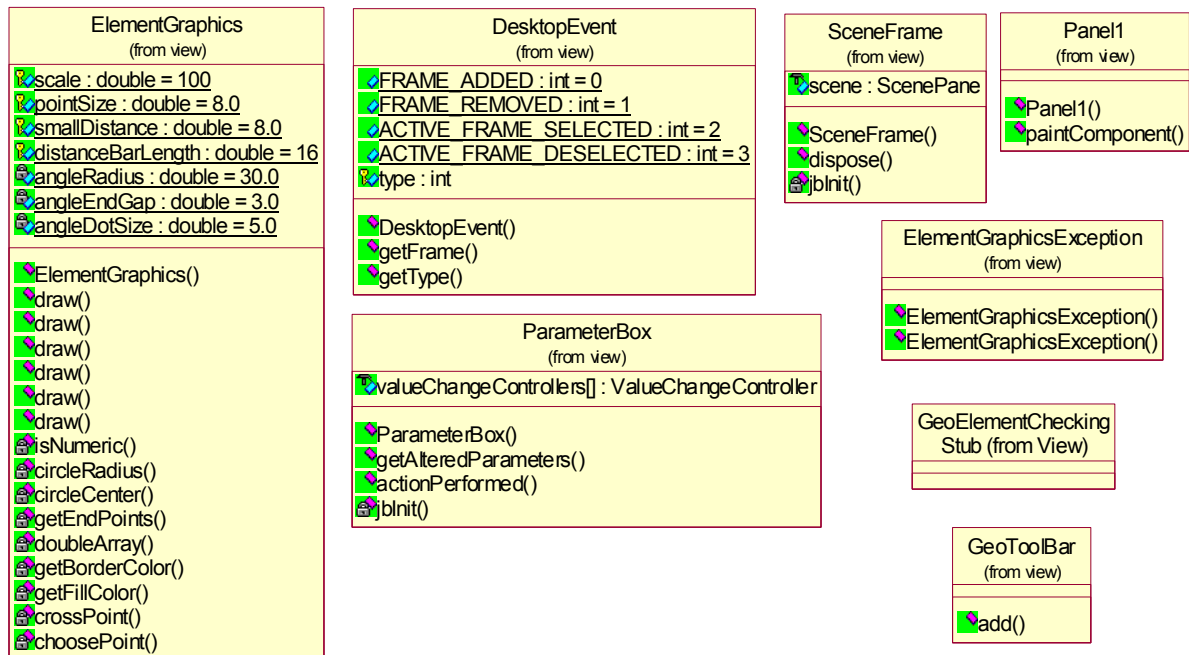 ElementGraphics
(from view)
scale : double = 100
pointSize : double = 8.0
smallDistance : double = 8.0
distanceBarLength : double = 16
angleRadius : double = 30.0
angleEndGap : double = 3.0
angleDotSize : double = 5.0
ElementGraphics()
draw()
draw()
draw()
draw()
draw()
draw()
isNumeric()
circleRadius()
circleCenter()
getEndPoints()
doubleArray()
getBorderColor()
getFillColor()
crossPoint()
choosePoint()
DesktopEvent
(from view)
FRAME_ADDED : int = 0
FRAME_REMOVED : int = 1
ACTIVE_FRAME_SELECTED : int = 2
ACTIVE_FRAME_DESELECTED : int = 3
type : int
DesktopEvent()
getFrame()
getType()
ParameterBox
(from view)
valueChangeControllers[] : ValueChangeController
ParameterBox()
getAlteredParameters()
actionPerformed()
jbInit()
SceneFrame
(from view)
scene : ScenePane
SceneFrame()
dispose()
jbInit()
Panel1
(from view)
Panel1()
paintComponent()
ElementGraphicsException
(from view)
ElementGraphicsException()
ElementGraphicsException()
GeoElementChecking
Stub (from View)
GeoToolBar
(from view)
add()